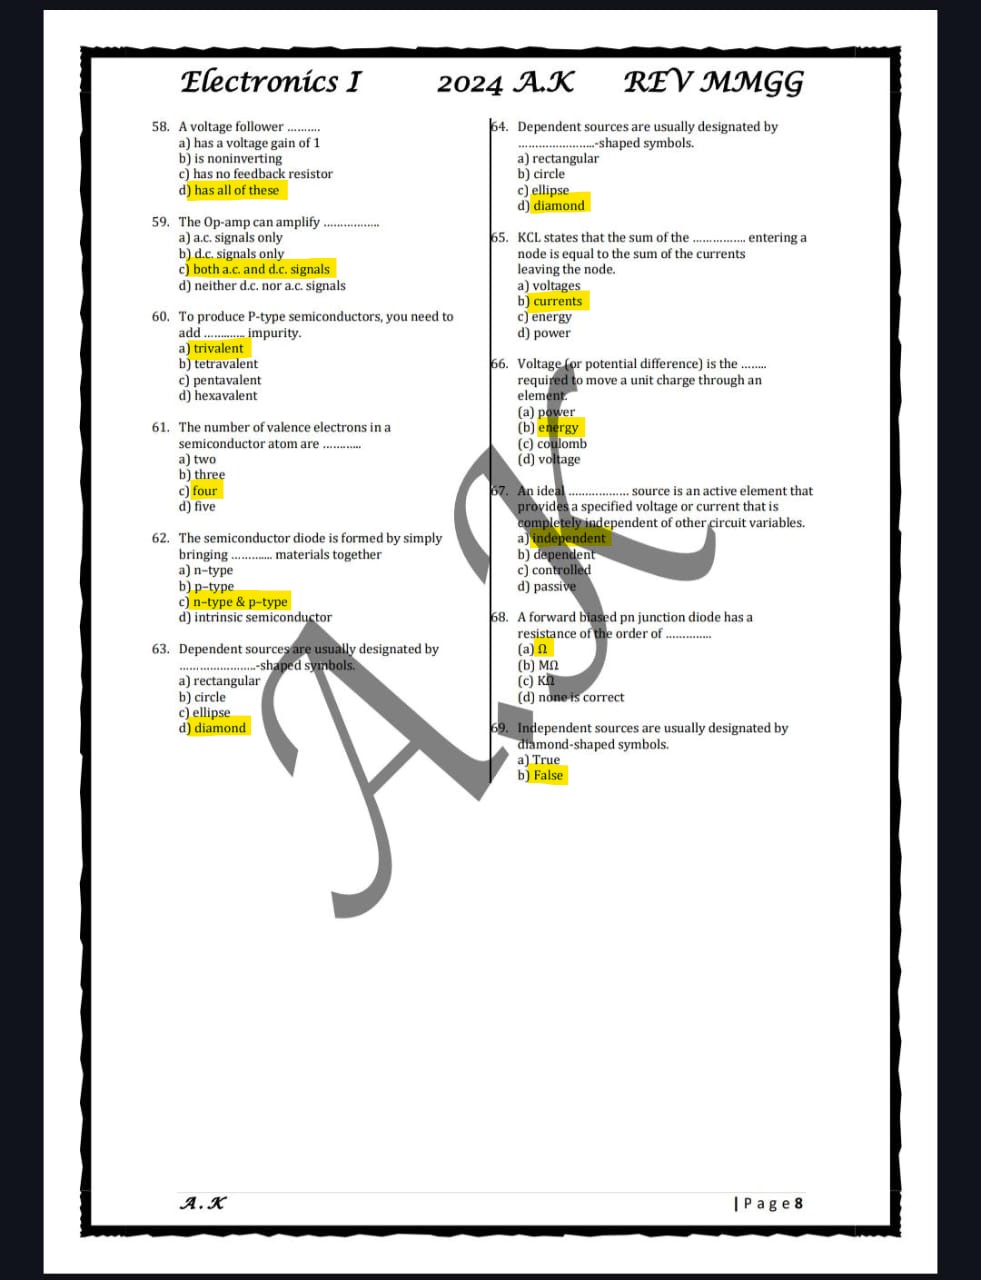 Electronics I 2024 A.K REV MMGG
58. A voltage follower ..........
a) has a voltage gain of 1
b) is noninverting
c) has no feedback resistor
d) has all of these
59. The Op-amp can amplify .................
a) a.c. signals only
b) d.c. signals only
c) both a.c. and d.c. signals
d) neither d.c. nor a.c. signals
60. To produce P-type semiconductors, you need to
add ............. impurity.
a) trivalent
b) tetravalent
c) pentavalent
d) hexavalent
61. The number of valence electrons in a
semiconductor atom are ............
a) two
b) three
c) four
d) five
62. The semiconductor diode is formed by simply
bringing ............. materials together
a) n-type
b) p-type
c) n-type & p-type
d) intrinsic semiconductor
63. Dependent sources are usually designated by
........................-shaped symbols.
a) rectangular
b) circle
c) ellipse
d) diamond
64. Dependent sources are usually designated by
........................-shaped symbols.
a) rectangular
b) circle
c) ellipse
d) diamond
65. KCL states that the sum of the ................ entering a
node is equal to the sum of the currents
leaving the node.
a) voltages
b) currents
c) energy
d) power
66. Voltage (or potential difference) is the ........
required to move a unit charge through an
element.
(a) power
(b) energy
(c) coulomb
(d) voltage
67. An ideal ................... source is an active element that
provides a specified voltage or current that is
completely independent of other circuit variables.
a) independent
b) dependent
c) controlled
d) passive
68. A forward biased pn junction diode has a
resistance of the order of ..............
(a) Ω
(b) MΩ
(c) KΩ
(d) none is correct
69. Independent sources are usually designated by
diamond-shaped symbols.
a) True
b) False
A.K
A.K | P a g e 8